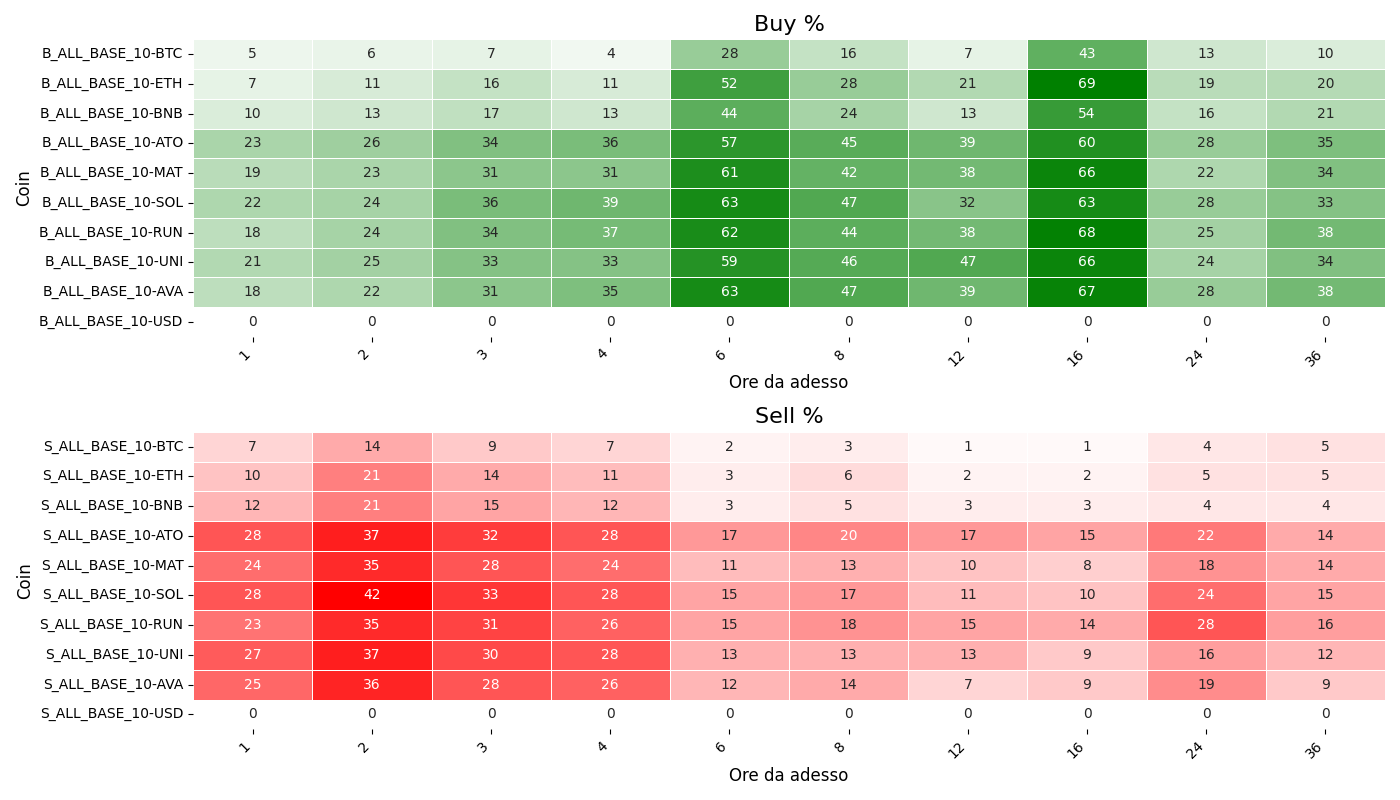 Buy %
Coin
B_ALL_BASE_10-BTC 5 6 7 4 28 16 7 43 13 10
B_ALL_BASE_10-ETH 7 11 16 11 52 28 21 69 19 20
B_ALL_BASE_10-BNB 10 13 17 13 44 24 13 54 16 21
B_ALL_BASE_10-ATO 23 26 34 36 57 45 39 60 28 35
B_ALL_BASE_10-MAT 19 23 31 31 61 42 38 66 22 34
B_ALL_BASE_10-SOL 22 24 36 39 63 47 32 63 28 33
B_ALL_BASE_10-RUN 18 24 34 37 62 44 38 68 25 38
B_ALL_BASE_10-UNI 21 25 33 33 59 46 47 66 24 34
B_ALL_BASE_10-AVA 18 22 31 35 63 47 39 67 28 38
B_ALL_BASE_10-USD 0 0 0 0 0 0 0 0 0 0
1 2 3 4 6 8 12 16 24 36
Ore da adesso
Sell %
Coin
S_ALL_BASE_10-BTC 7 14 9 7 2 3 1 1 4 5
S_ALL_BASE_10-ETH 10 21 14 11 3 6 2 2 5 5
S_ALL_BASE_10-BNB 12 21 15 12 3 5 3 3 4 4
S_ALL_BASE_10-ATO 28 37 32 28 17 20 17 15 22 14
S_ALL_BASE_10-MAT 24 35 28 24 11 13 10 8 18 14
S_ALL_BASE_10-SOL 28 42 33 28 15 17 11 10 24 15
S_ALL_BASE_10-RUN 23 35 31 26 15 18 15 14 28 16
S_ALL_BASE_10-UNI 27 37 30 28 13 13 13 9 16 12
S_ALL_BASE_10-AVA 25 36 28 26 12 14 7 9 19 9
S_ALL_BASE_10-USD 0 0 0 0 0 0 0 0 0 0
1 2 3 4 6 8 12 16 24 36
Ore da adesso